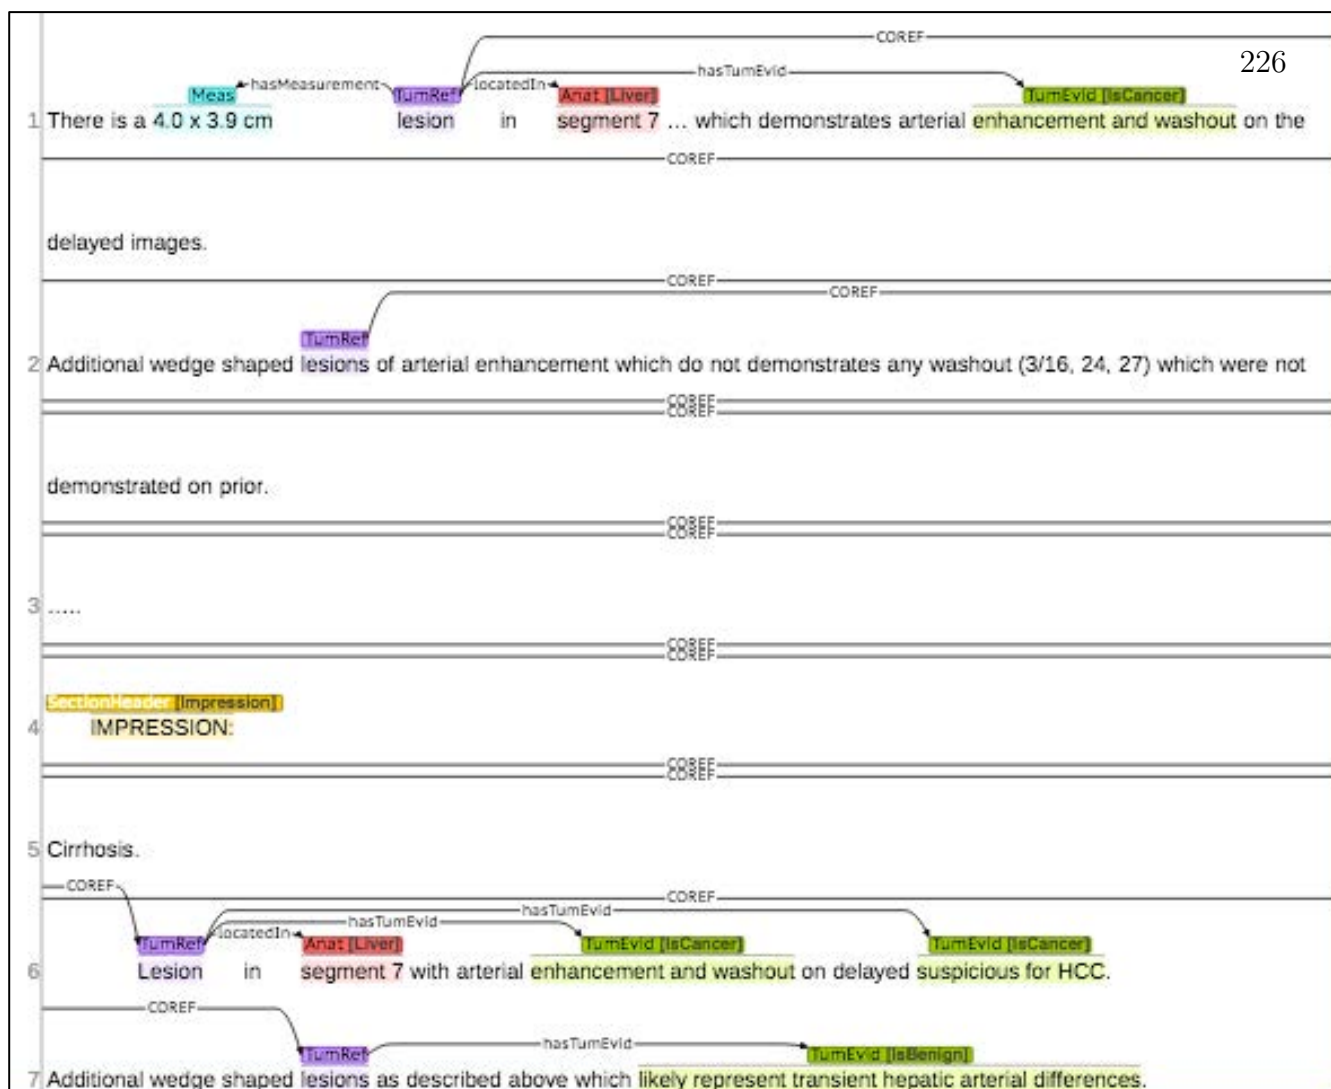 COREF
226
hasTumEvid
Meas hasMeasurement TumRef locatedIn Anat [Liver] TumEvid [IsCancer]
1 There is a 4.0 x 3.9 cm lesion in segment 7 ... which demonstrates arterial enhancement and washout on the
COREF
delayed images.
COREF
COREF
TumRef
2 Additional wedge shaped lesions of arterial enhancement which do not demonstrates any washout (3/16, 24, 27) which were not
COREF
COREF
demonstrated on prior.
COREF
COREF
3 .....
COREF
COREF
SectionHeader [Impression]
4 IMPRESSION:
COREF
COREF
5 Cirrhosis.
COREF COREF
hasTumEvid
hasTumEvid
locatedIn
TumRef Anat [Liver] TumEvid [IsCancer] TumEvid [IsCancer]
6 Lesion in segment 7 with arterial enhancement and washout on delayed suspicious for HCC.
COREF
hasTumEvid
TumRef TumEvid [IsBenign]
7 Additional wedge shaped lesions as described above which likely represent transient hepatic arterial differences.